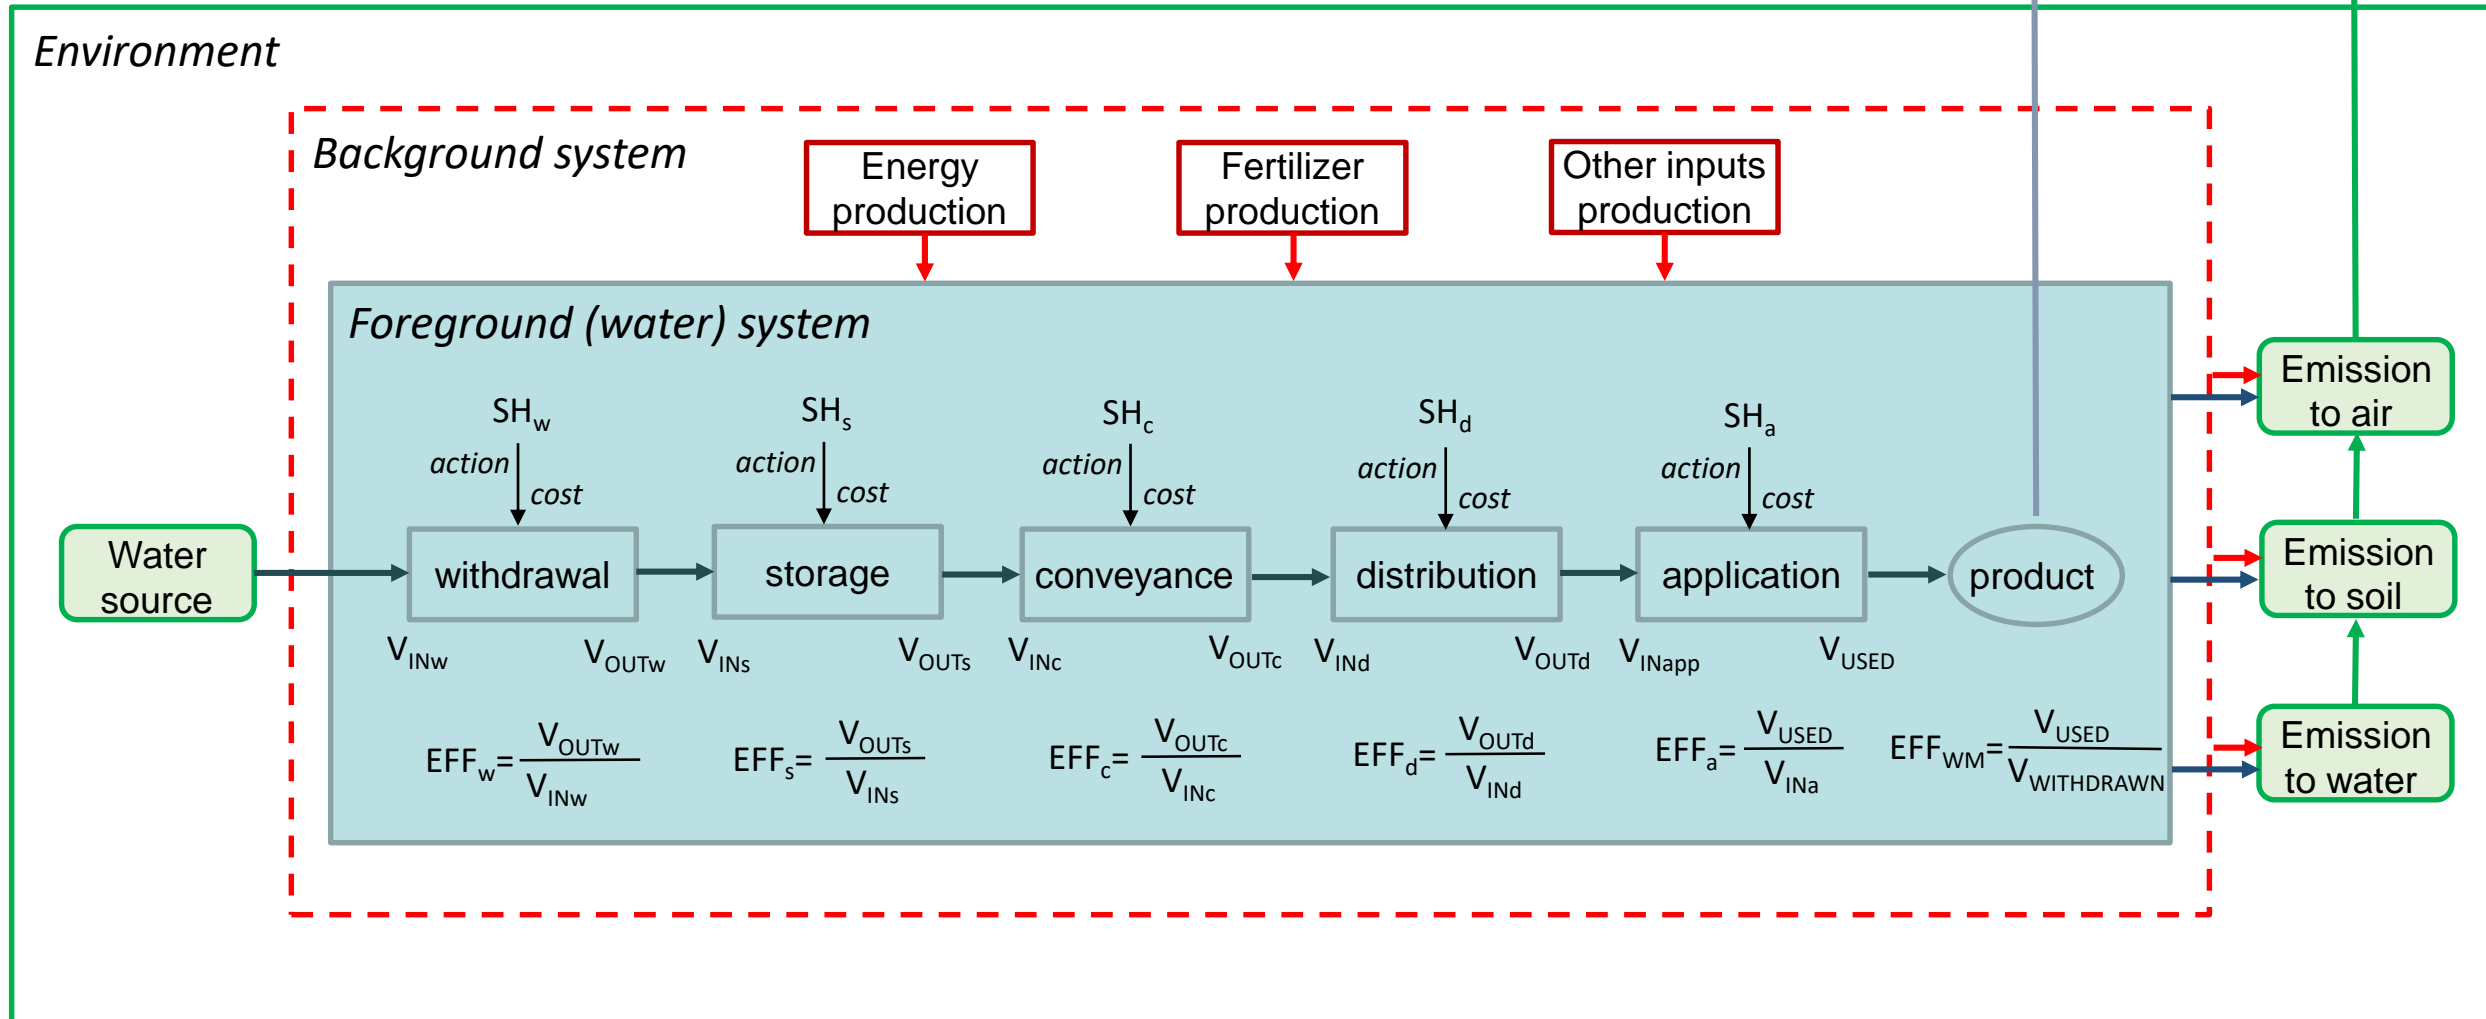 Environment
Background system
Energy
production
Fertilizer
production
Other inputs
production
Foreground (water) system
SHw
action
cost
SHs
action
cost
SHc
action
cost
SHd
action
cost
SHa
action
cost
Water
source
withdrawal
storage
conveyance
distribution
application
product
VINw
VOUTw
VINs
VOUTs
VINc
VOUTc
VINd
VOUTd
VINapp
VUSED
EFFw= VOUTw
VINw
EFFs= VOUTs
VINs
EFFc= VOUTc
VINc
EFFd= VOUTd
VINd
EFFa= VUSED
VINa
EFFWM= VUSED
VWITHDRAWN
Emission
to air
Emission
to soil
Emission
to water